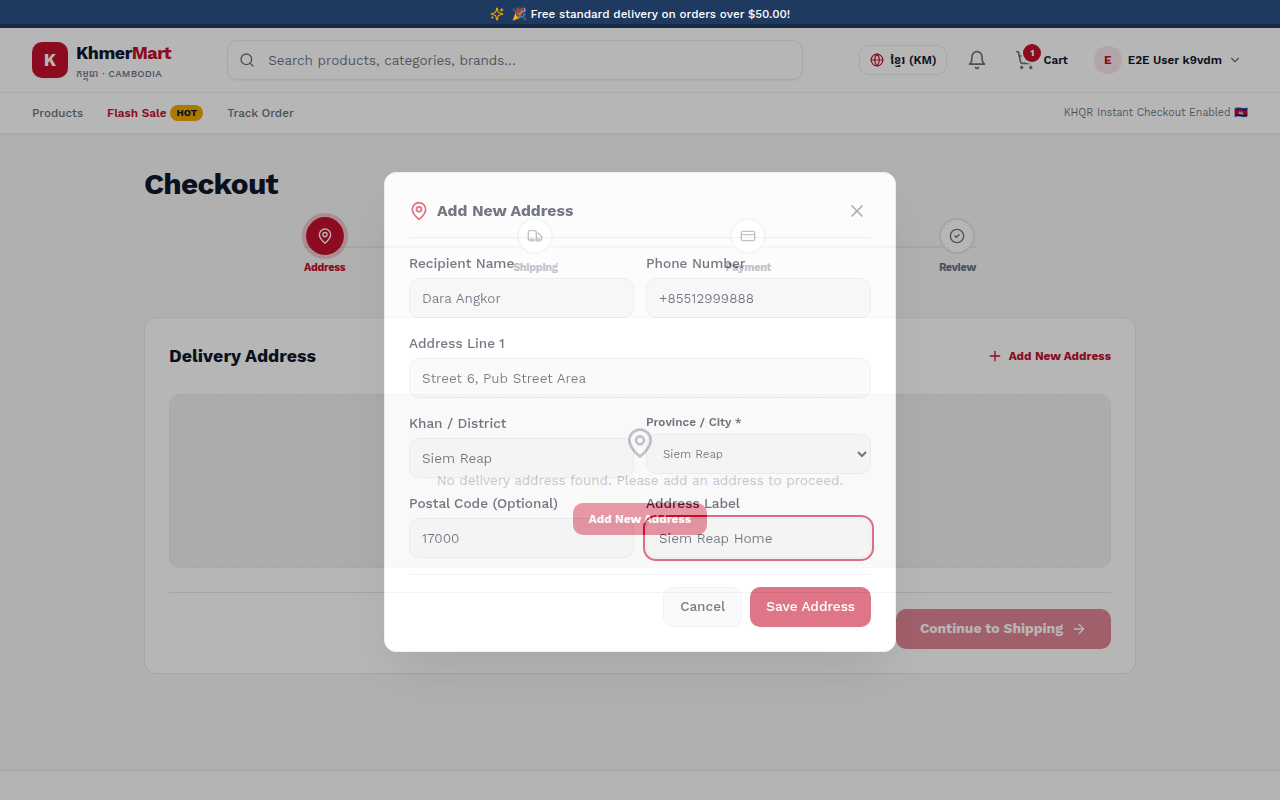 ✨ 🎉 Free standard delivery on orders over $50.00!
K KhmerMart
កម្ពុជា · CAMBODIA
Search products, categories, brands...
ខ្មែរ (KM)
1
Cart
E
E2E User k9vdm
Products
Flash Sale HOT
Track Order
KHQR Instant Checkout Enabled 🇰🇭
Checkout
Address
Shipping
Payment
Review
Delivery Address
Add New Address
No delivery address found. Please add an address to proceed.
Add New Address
Continue to Shipping
Add New Address
Recipient Name
Phone Number
Dara Angkor
+85512999888
Address Line 1
Street 6, Pub Street Area
Khan / District
Province / City *
Siem Reap
Siem Reap
Postal Code (Optional)
Address Label
17000
Siem Reap Home
Cancel
Save Address